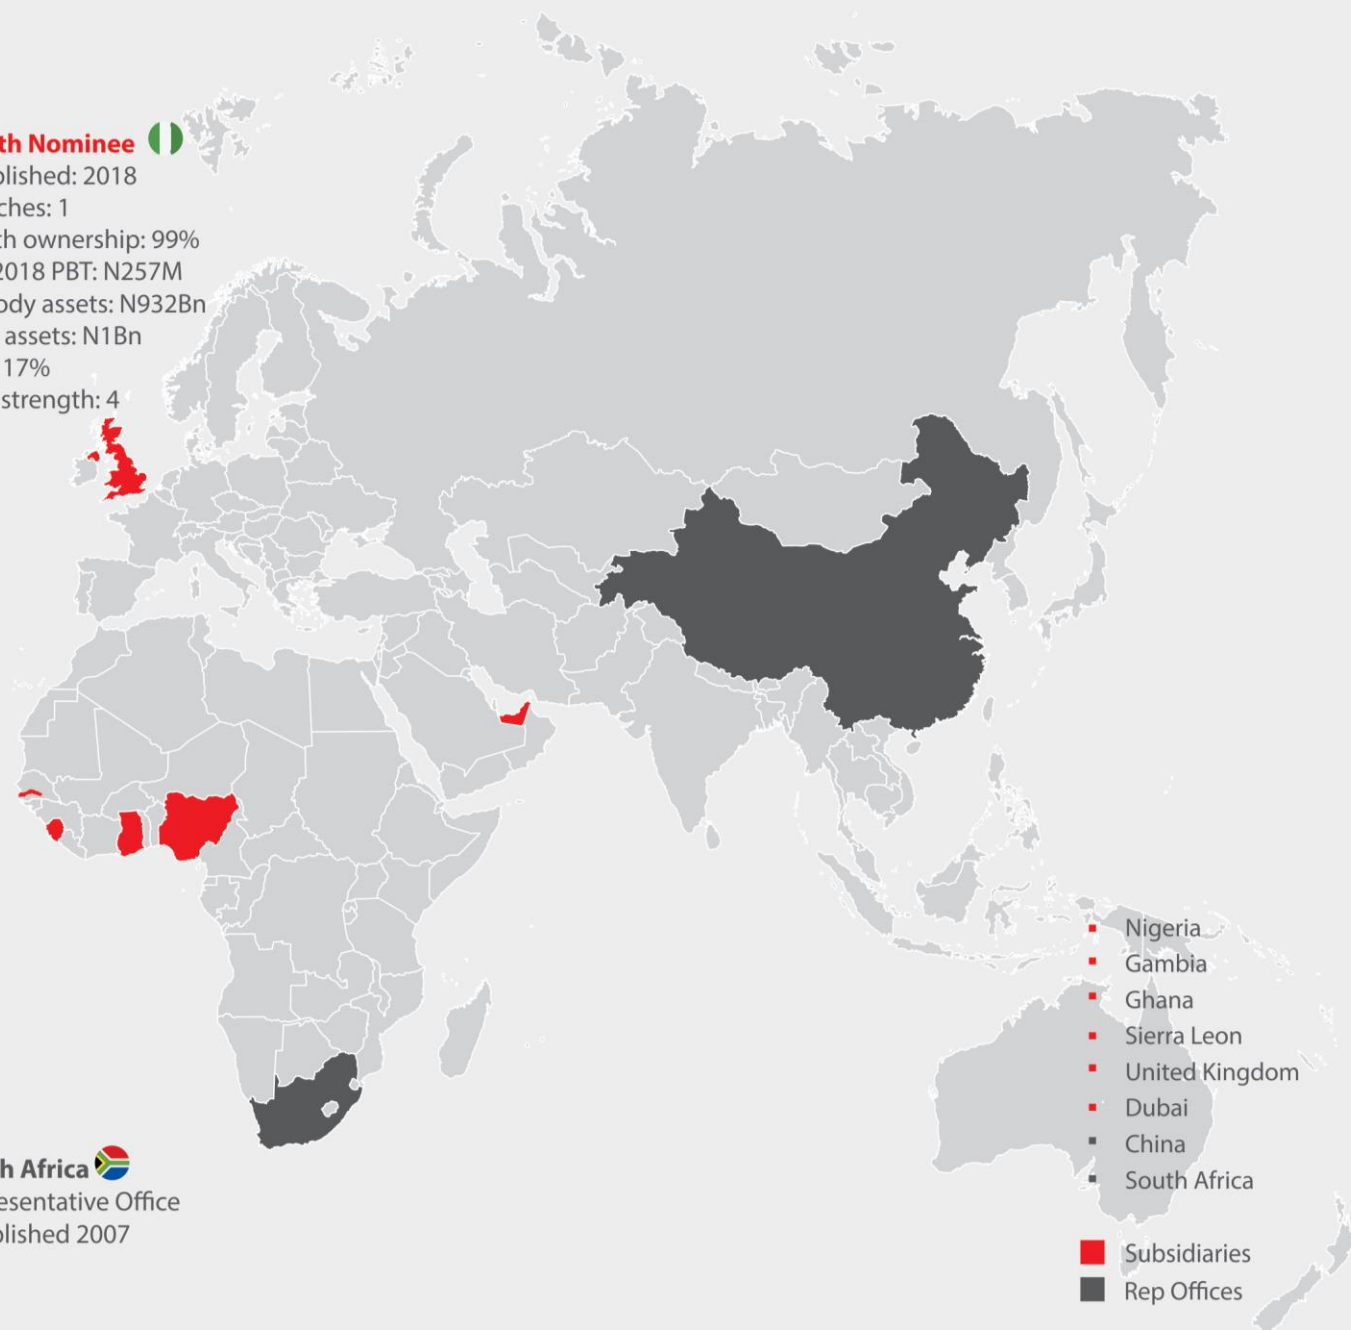 th Nominee
blished: 2018
ches: 1
th ownership: 99%
2018 PBT: N257M
ody assets: N932Bn
assets: N1Bn
17%
strength: 4
Nigeria
Gambia
Ghana
Sierra Leon
United Kingdom
Dubai
China
South Africa
h Africa
esentative Office
blished 2007
Subsidiaries
Rep Offices